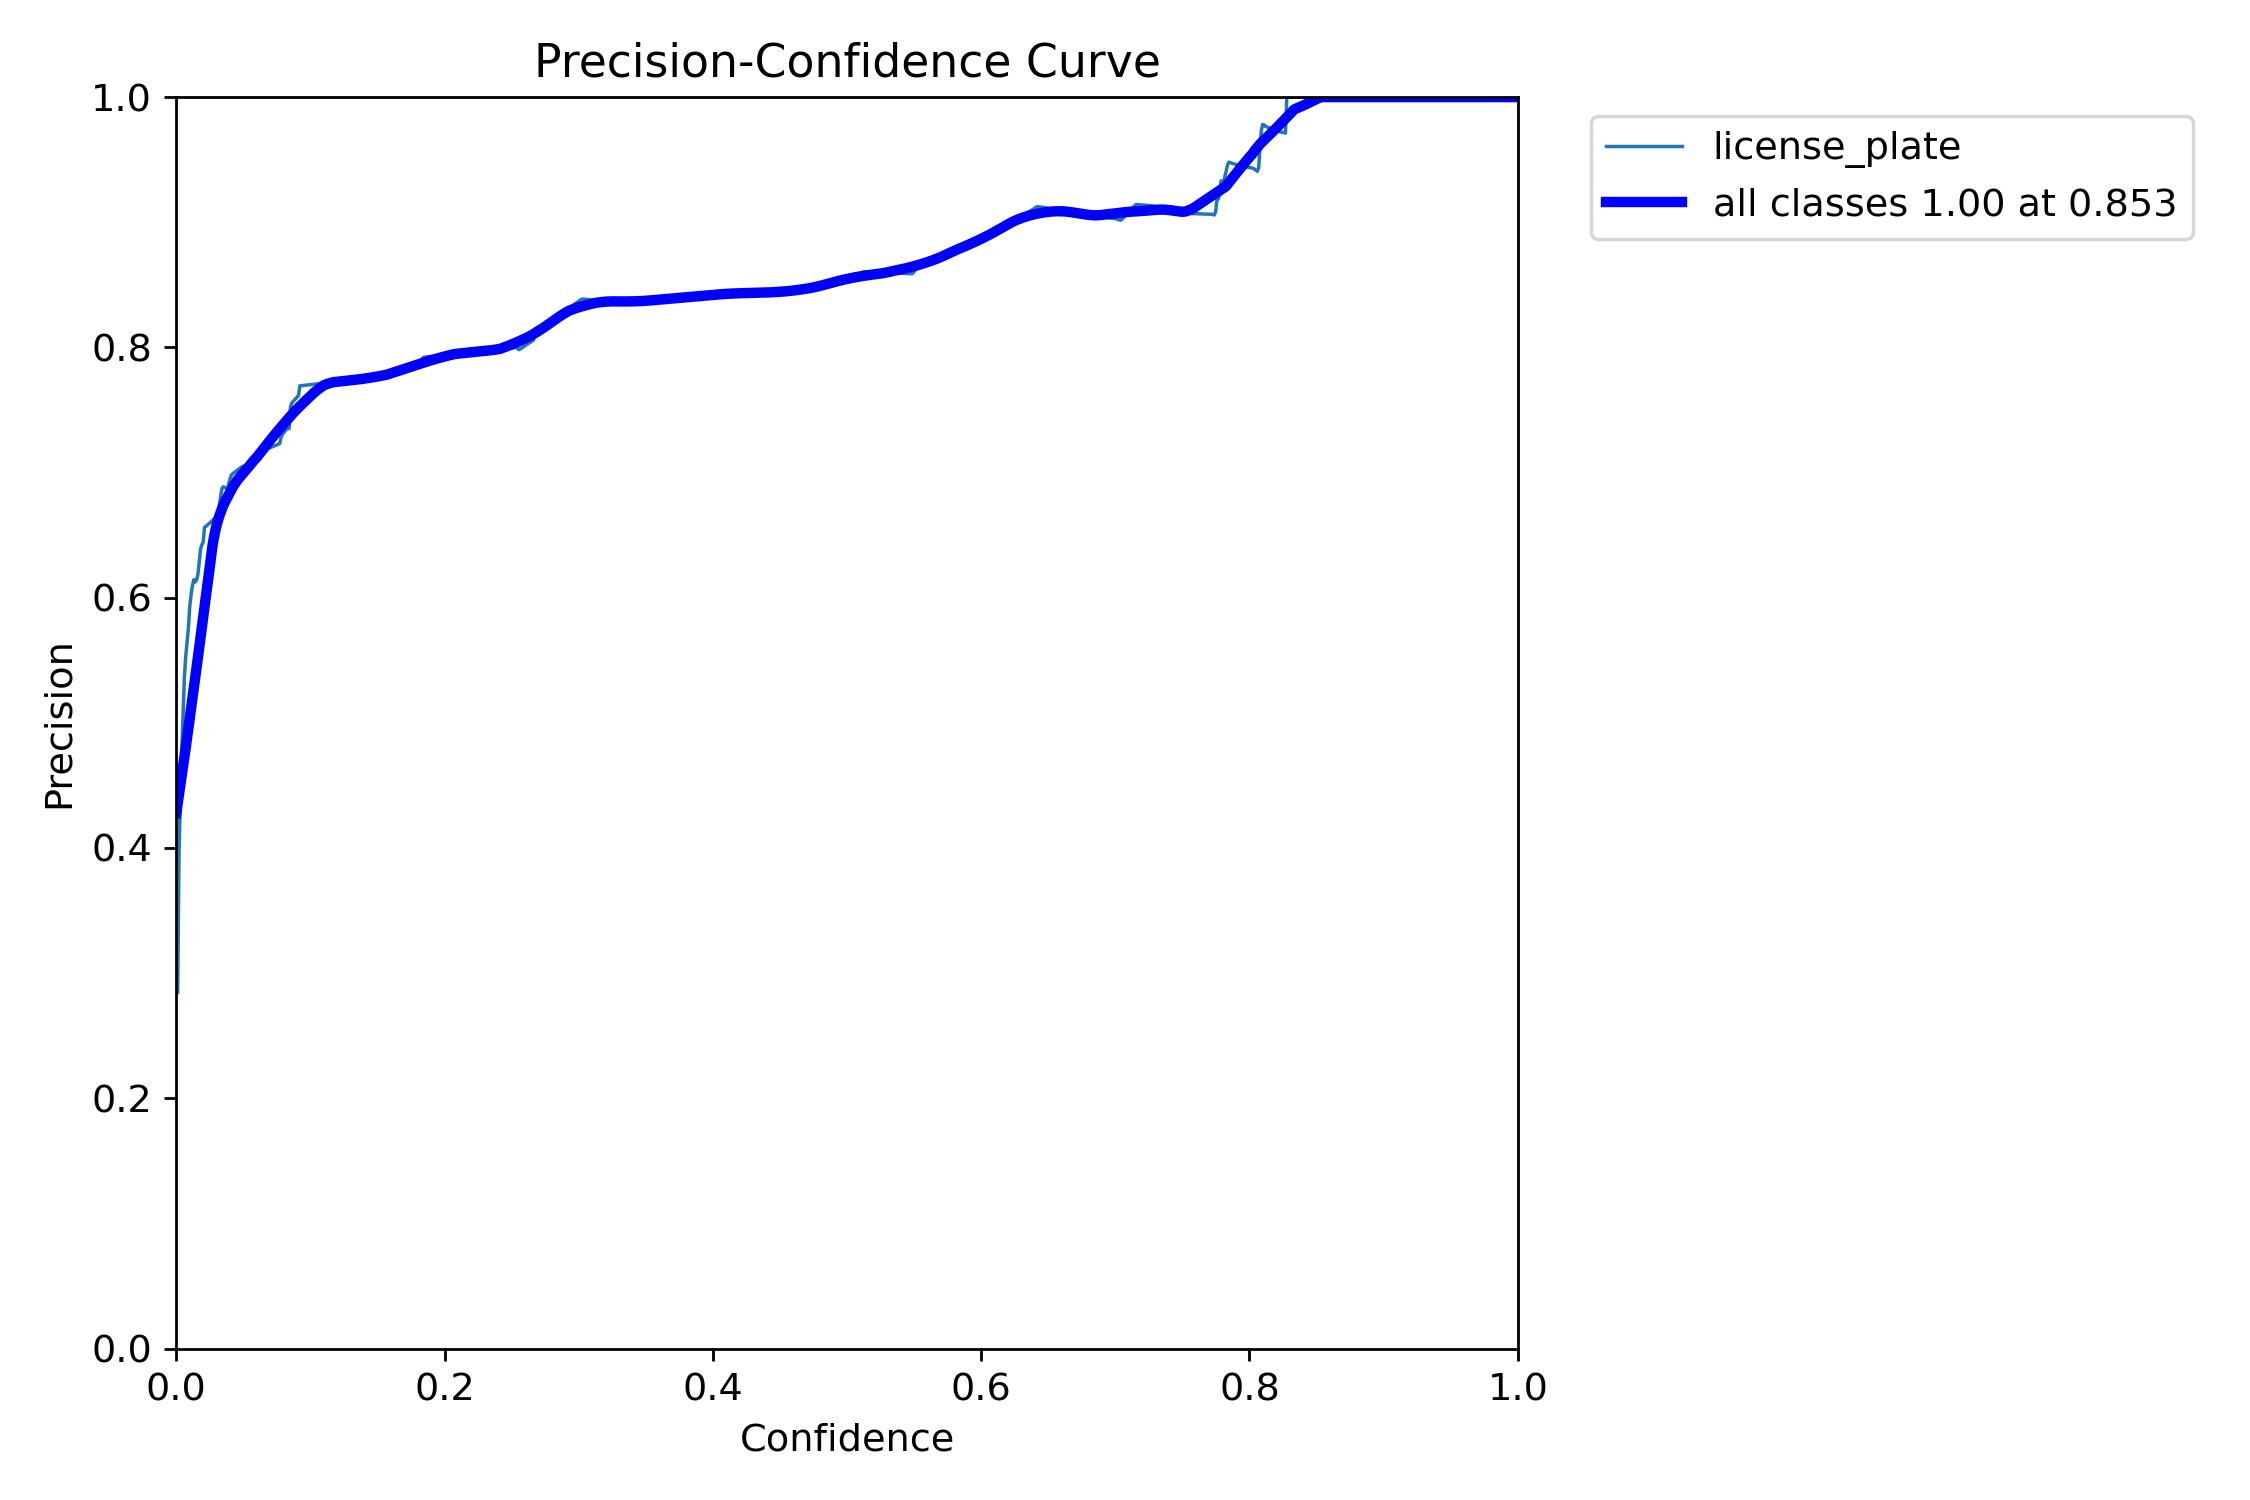 Precision-Confidence Curve
1.0
0.8
0.6
0.4
0.2
0.0
Precision
0.0 0.2 0.4 0.6 0.8 1.0
Confidence
license_plate
all classes 1.00 at 0.853